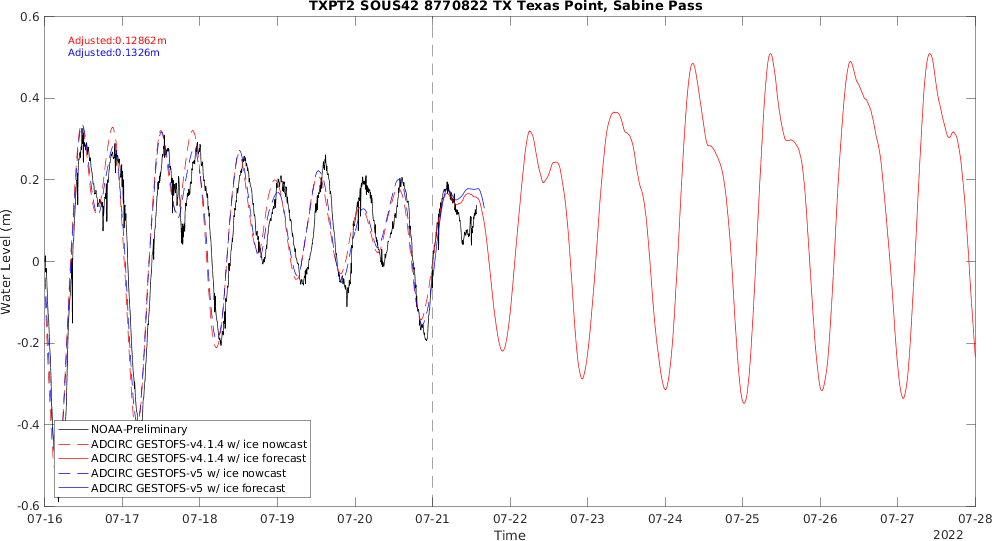 TXPT2 SOUS42 8770822 TX Texas Point, Sabine Pass
0.6
Adjusted:0.12862m
Adjusted:0.1326m
0.4
0.2
0
-0.2
-0.4
-0.6
Water Level (m)
NOAA-Preliminary
ADCIRC GESTOFS-v4.1.4 w/ ice nowcast
ADCIRC GESTOFS-v4.1.4 w/ ice forecast
ADCIRC GESTOFS-v5 w/ ice nowcast
ADCIRC GESTOFS-v5 w/ ice forecast
07-16 07-17 07-18 07-19 07-20 07-21 07-22 07-23 07-24 07-25 07-26 07-27 07-28
Time
2022